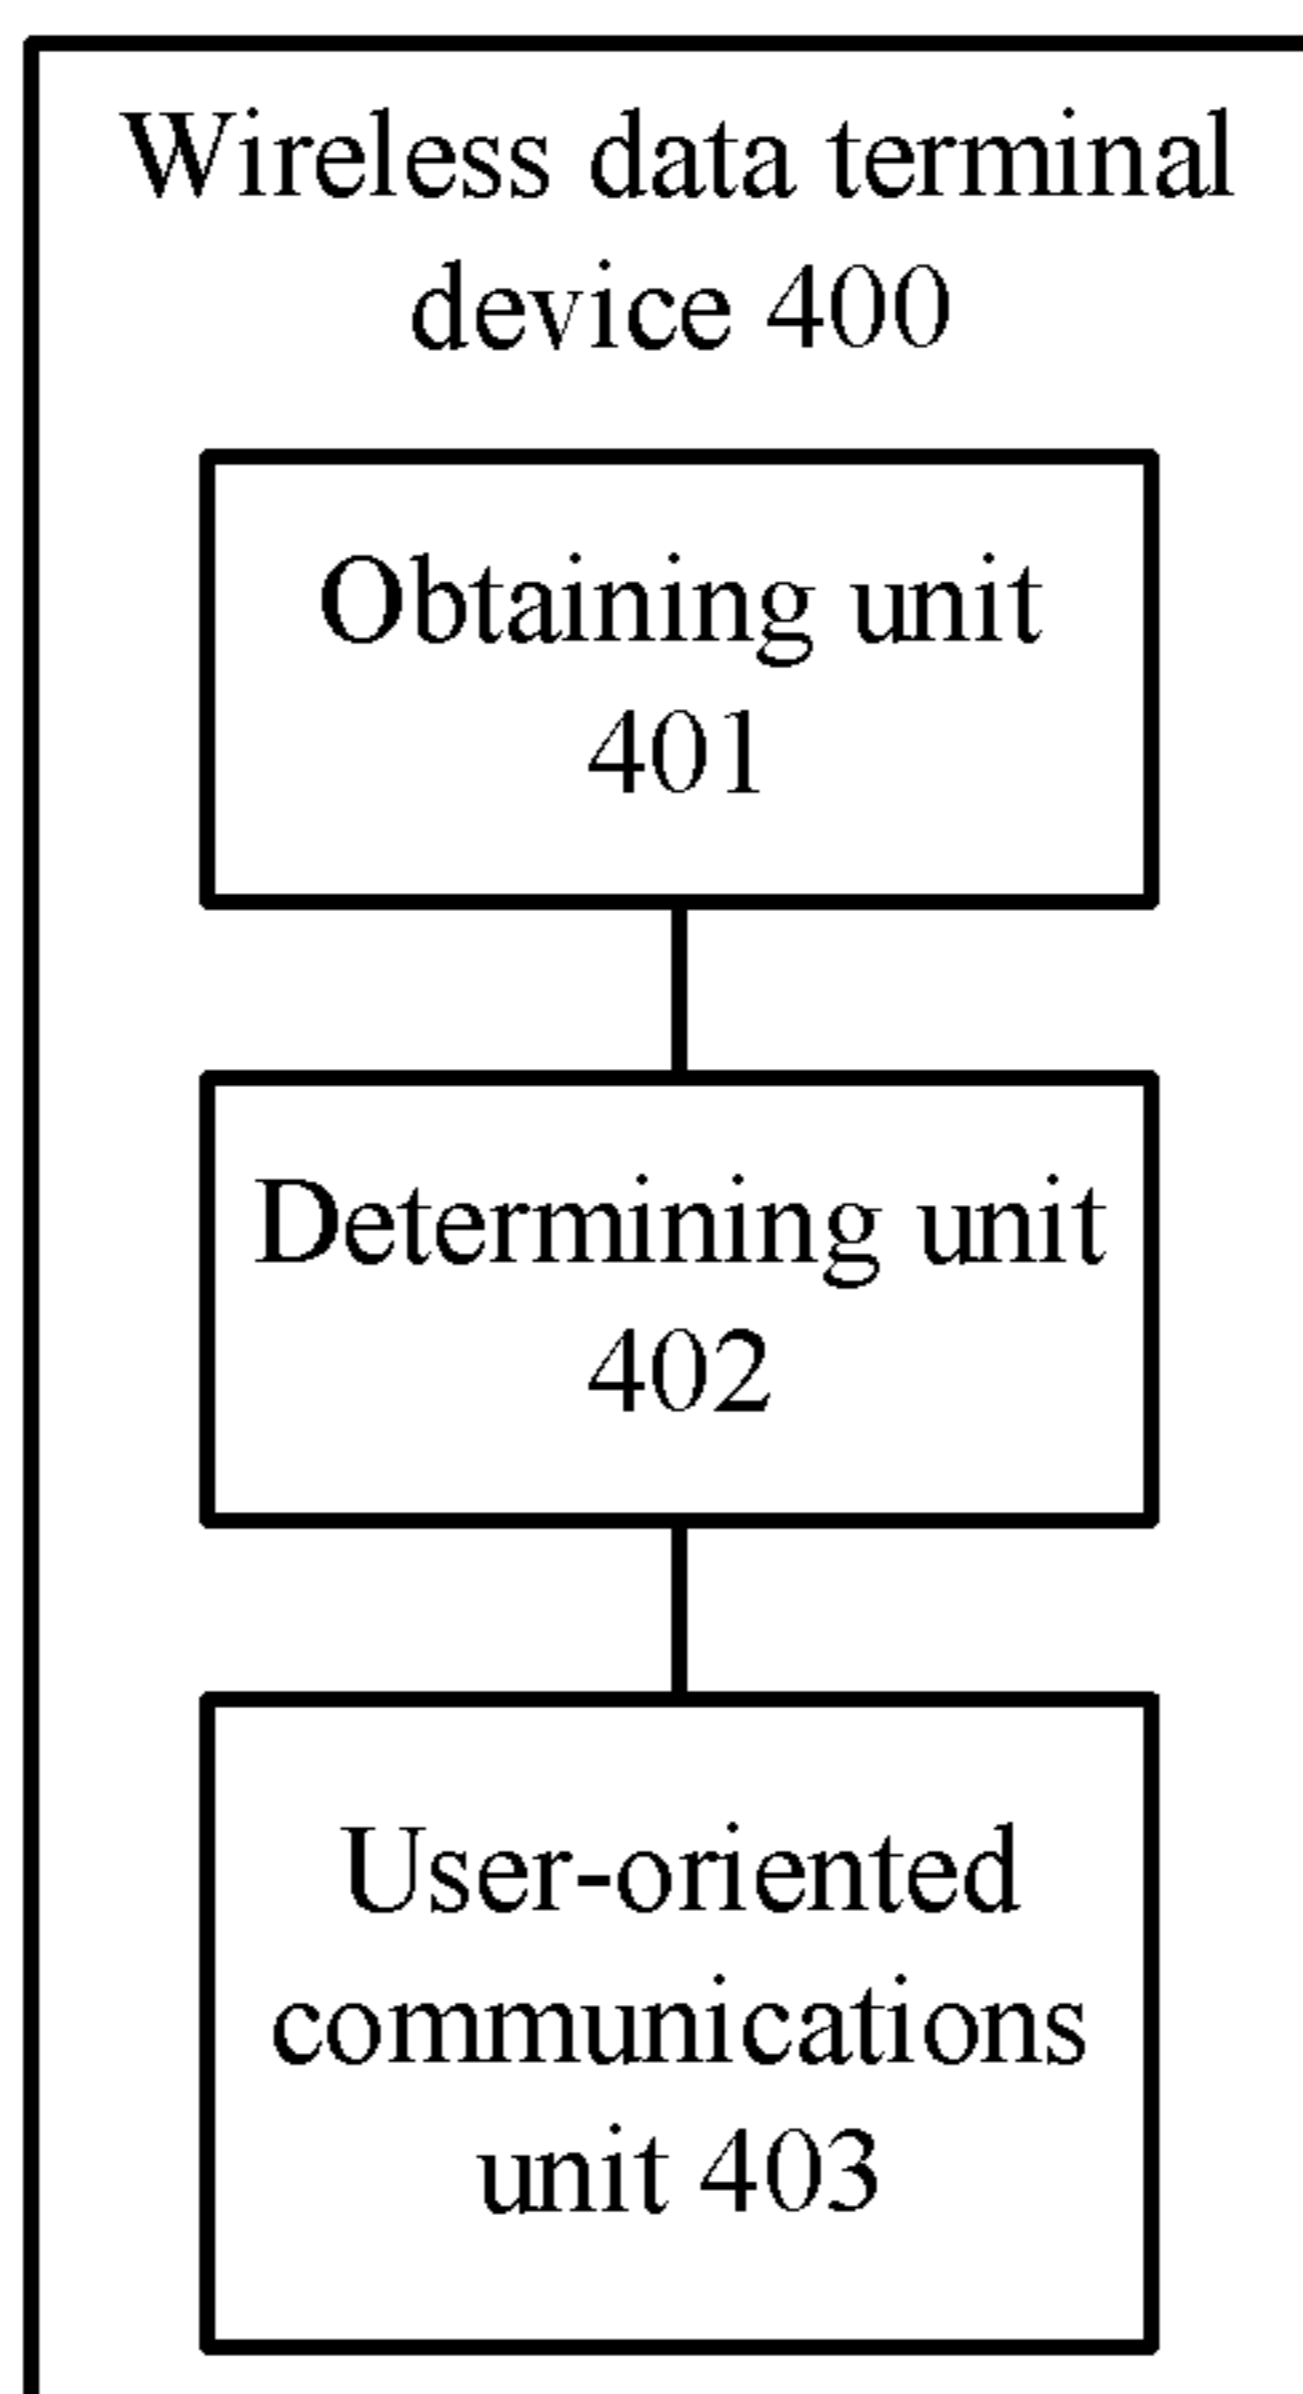 Wireless data terminal
device 400
Obtaining unit
401
Determining unit
402
User-oriented
communications
unit 403